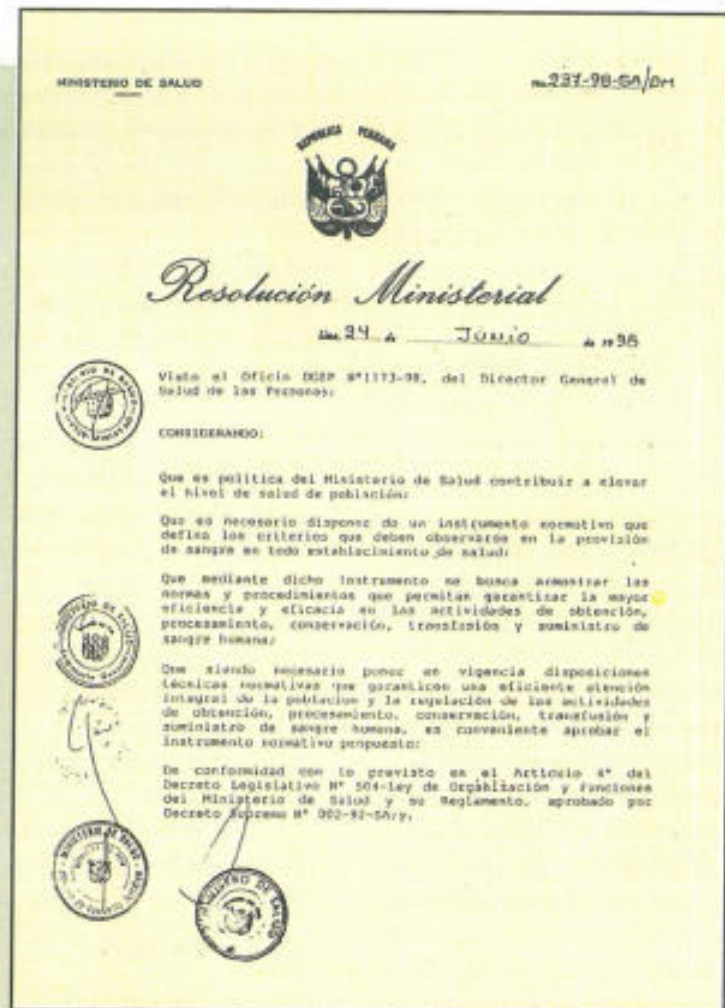 MINISTERIO DE SALUD
No. 237-98-SA/DM
REPUBLICA PERUANA
Resolución Ministerial
Lima, 24 de Junio de 1998
Visto el Oficio DGSP N°1173-98, del Director General de
Salud de las Personas;
CONSIDERANDO:
Que es política del Ministerio de Salud contribuir a elevar
el nivel de salud de población;
Que es necesario disponer de un instrumento normativo que
defina los criterios que deben observarse en la provisión
de sangre en todo establecimiento de salud;
Que mediante dicho instrumento se busca armonizar las
normas y procedimientos que permitan garantizar la mayor
eficiencia y eficacia en las actividades de obtención,
procesamiento, conservación, transfusión y suministro de
sangre humana;
Que siendo necesario poner en vigencia disposiciones
técnicas normativas que garanticen una eficiente atención
integral de la población y la regulación de las actividades
de obtención, procesamiento, conservación, transfusión y
suministro de sangre humana, es conveniente aprobar el
instrumento normativo propuesto;
De conformidad con lo previsto en el Artículo 4° del
Decreto Legislativo N° 504-Ley de Organización y Funciones
del Ministerio de Salud y su Reglamento, aprobado por
Decreto Supremo N° 002-92-SA;y,
MINISTERIO DE SALUD
MINISTERIO DE SALUD